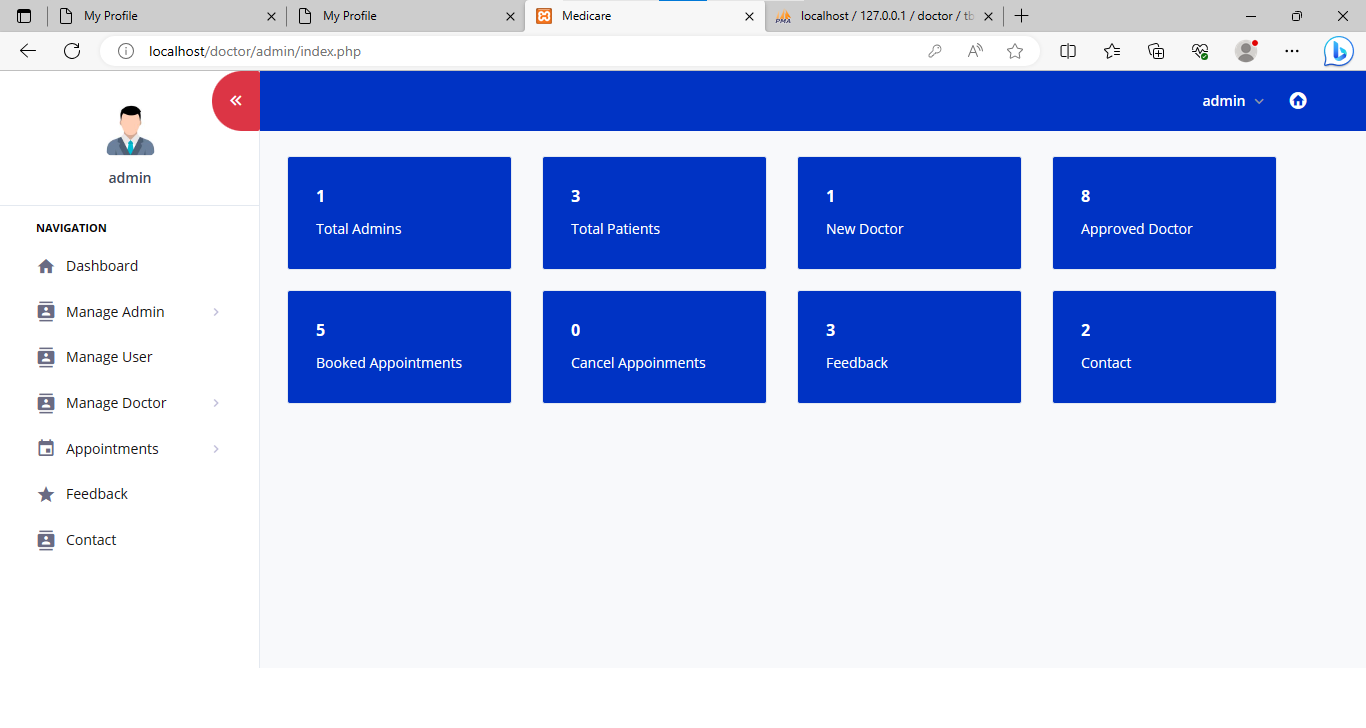 My Profile
My Profile
Medicare
localhost / 127.0.0.1 / doctor / tb
localhost/doctor/admin/index.php
admin
admin
NAVIGATION
Dashboard
Manage Admin
Manage User
Manage Doctor
Appointments
Feedback
Contact
1
Total Admins
3
Total Patients
1
New Doctor
8
Approved Doctor
5
Booked Appointments
0
Cancel Appoinments
3
Feedback
2
Contact